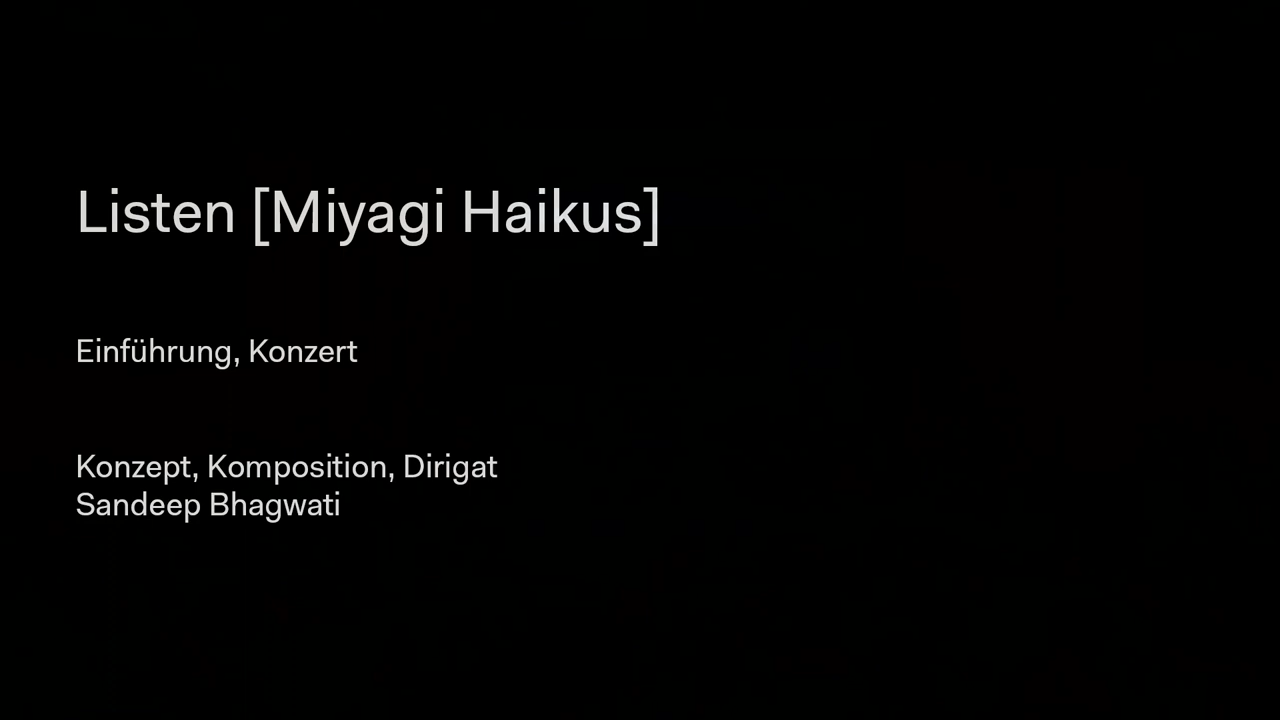 Listen [Miyagi Haikus]
Einführung, Konzert
Konzept, Komposition, Dirigat
Sandeep Bhagwati